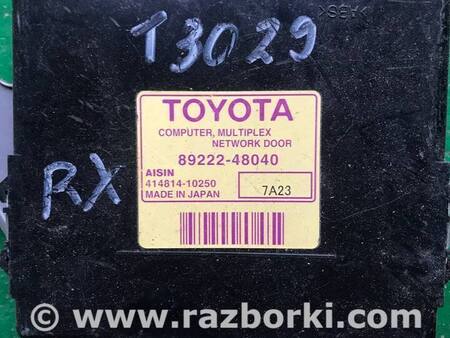 >ABS<
T3029
TOYOTA
COMPUTER, MULTIPLEX
NETWORK DOOR
89222-48040
AISIN
414814-10250
MADE IN JAPAN
7A23
RX
© www.razborki.com